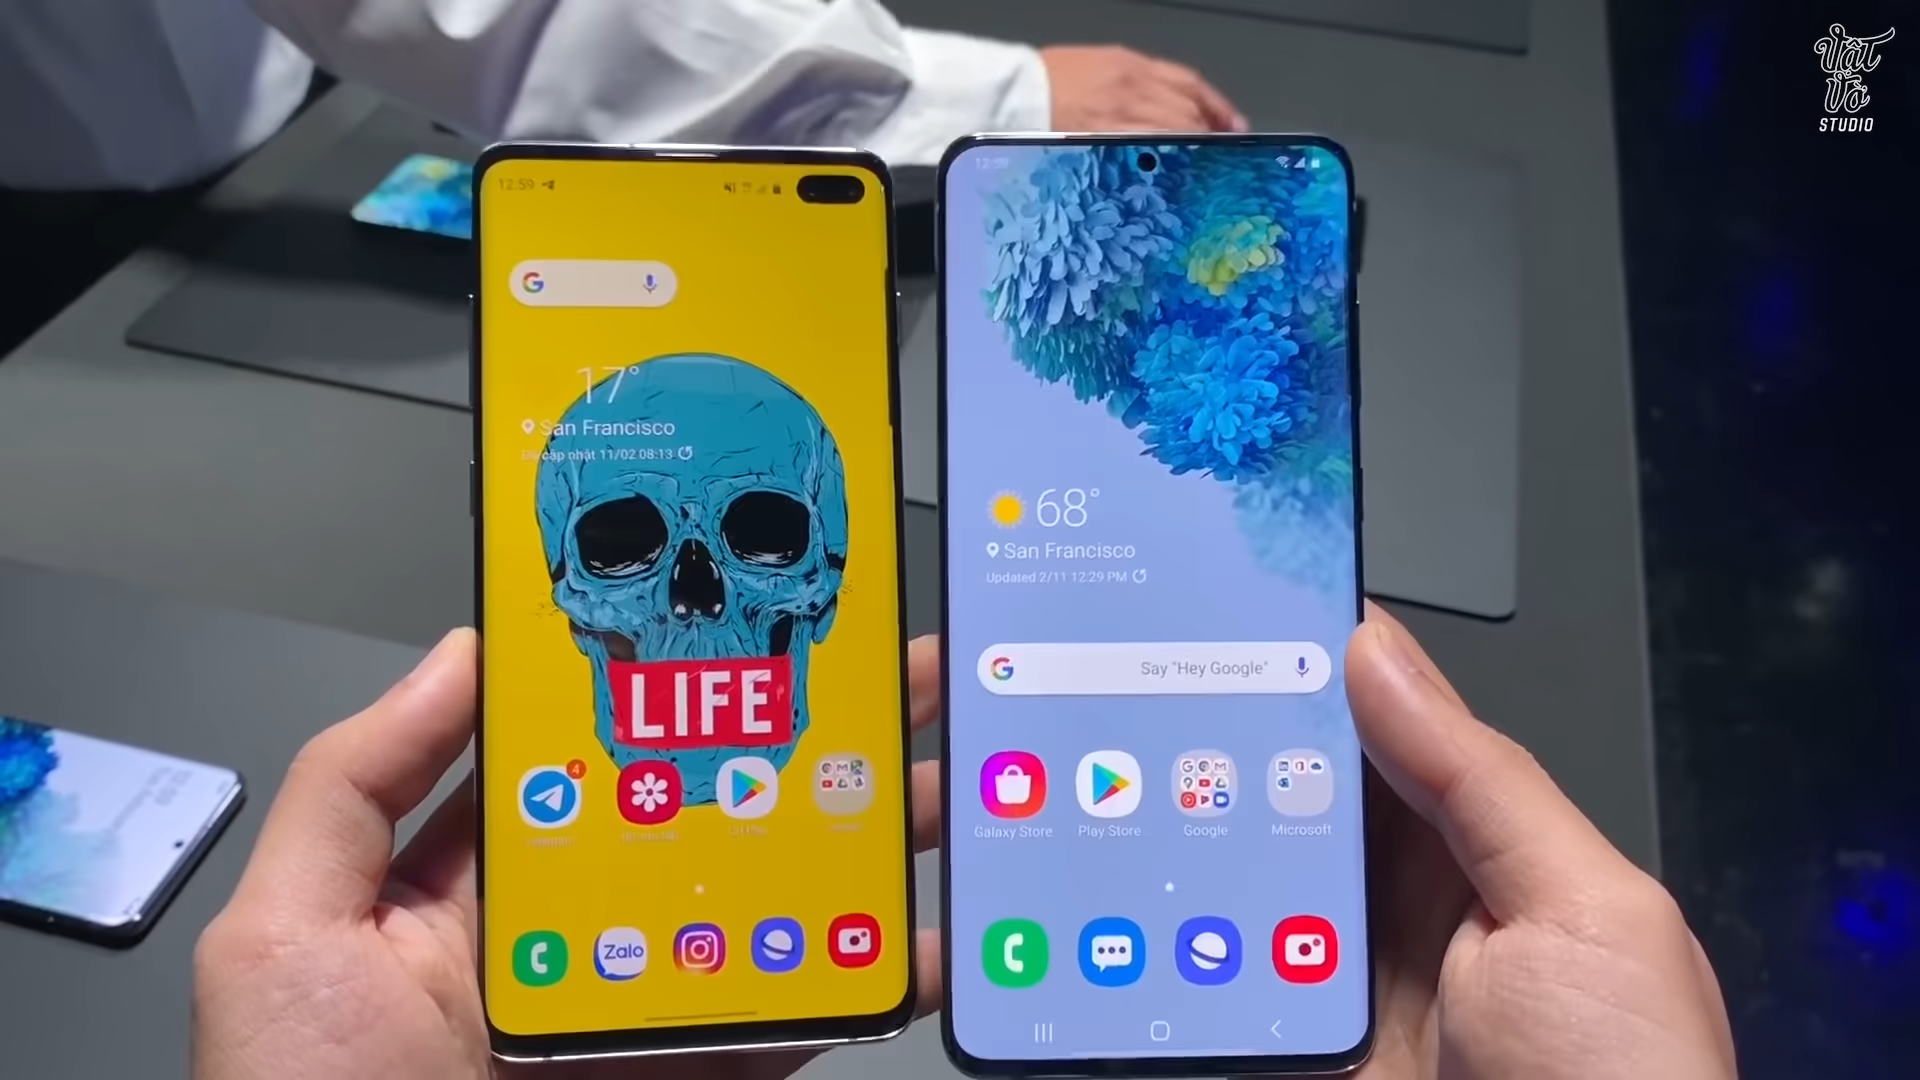 Vật
Vờ
STUDIO
12:59
17°
San Francisco
cập nhật 11/02 08:13
LIFE
4
Zalo
12:59
68°
San Francisco
Updated 2/11 12:29 PM
Say "Hey Google"
Galaxy Store
Play Store
Google
Microsoft